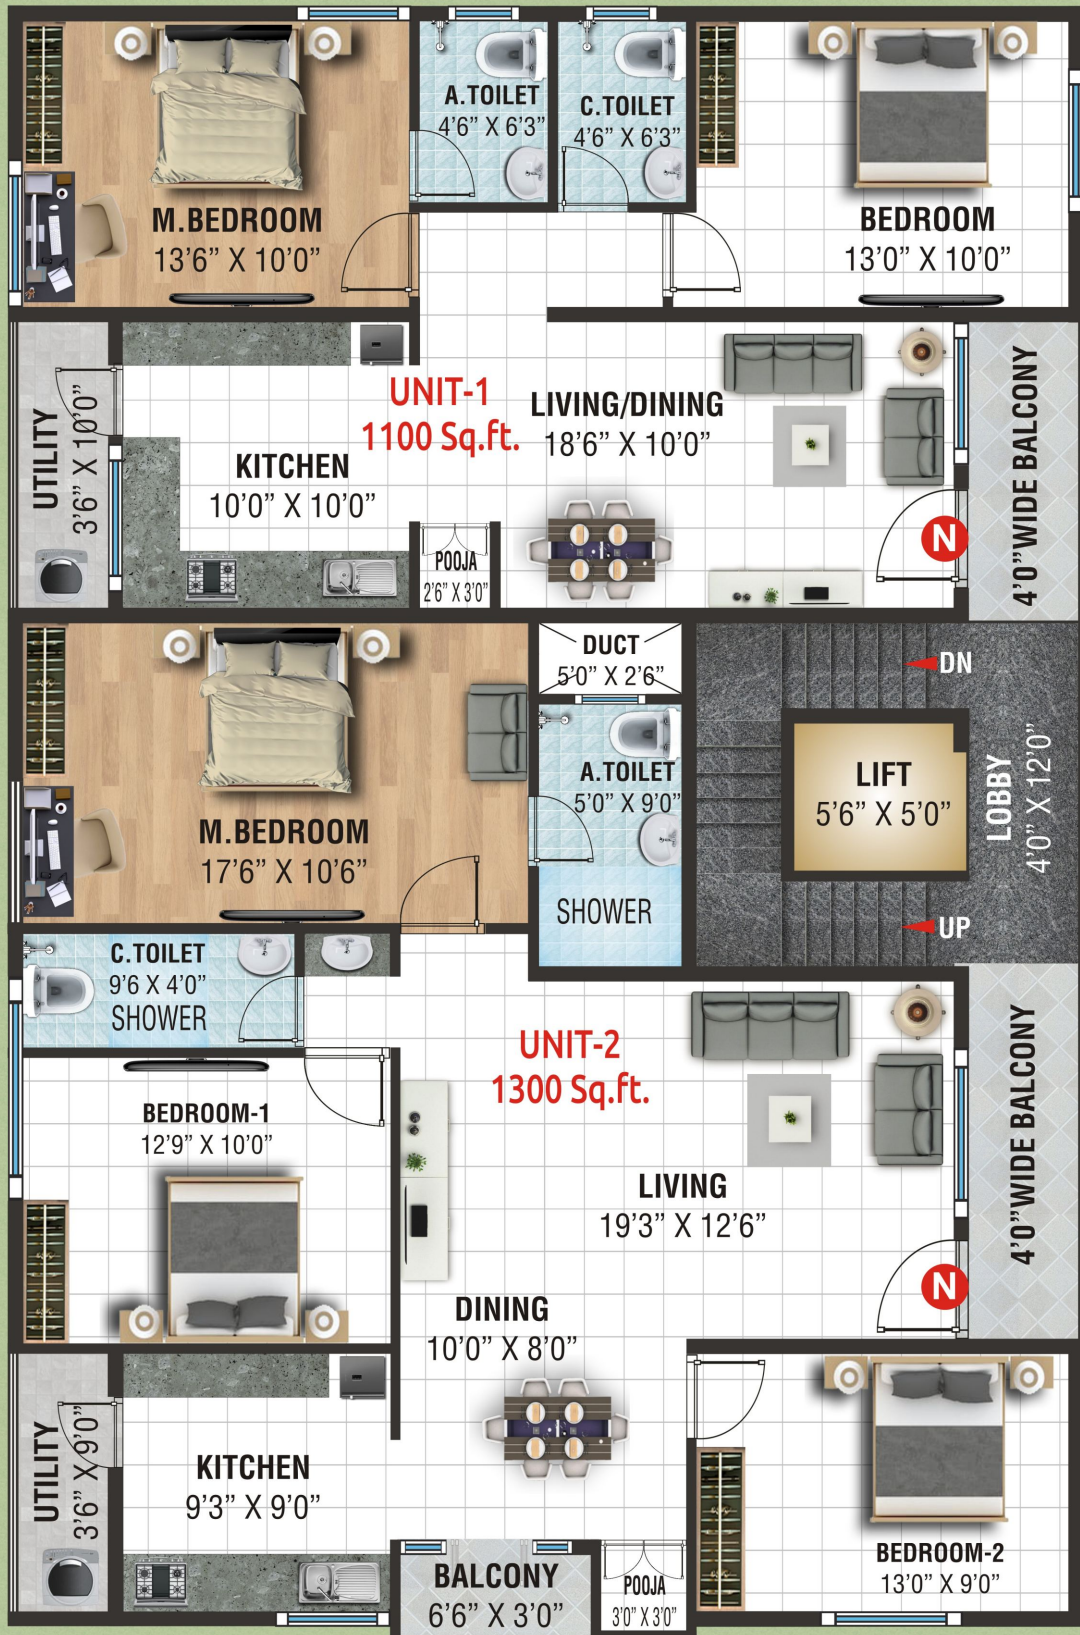 A.TOILET
4'6" X 6'3"
C.TOILET
4'6" X 6'3"
M.BEDROOM
13'6" X 10'0"
BEDROOM
13'0" X 10'0"
UTILITY
3'6" X 10'0"
UNIT-1
1100 Sq.ft.
LIVING/DINING
18'6" X 10'0"
KITCHEN
10'0" X 10'0"
POOJA
2'6" X 3'0"
N
4'0"WIDE BALCONY
DUCT
5'0" X 2'6"
DN
A.TOILET
5'0" X 9'0"
SHOWER
LIFT
5'6" X 5'0"
LOBBY
4'0" X 12'0"
UP
M.BEDROOM
17'6" X 10'6"
C.TOILET
9'6 X 4'0"
SHOWER
UNIT-2
1300 Sq.ft.
BEDROOM-1
12'9" X 10'0"
LIVING
19'3" X 12'6"
4'0"WIDE BALCONY
N
DINING
10'0" X 8'0"
UTILITY
3'6" X 9'0"
KITCHEN
9'3" X 9'0"
BALCONY
6'6" X 3'0"
POOJA
3'0" X 3'0"
BEDROOM-2
13'0" X 9'0"